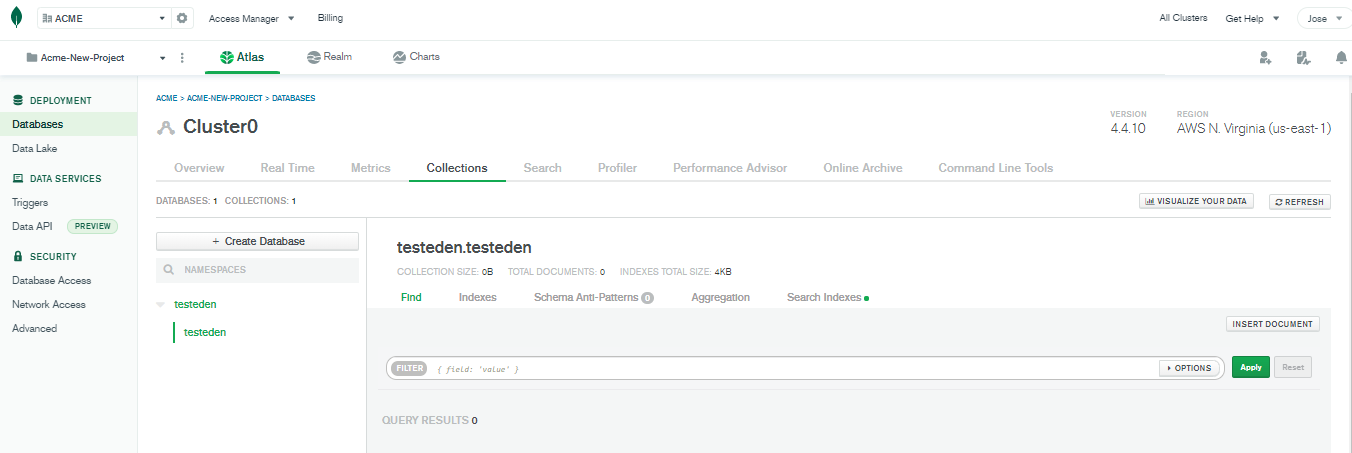 ACME Access Manager Billing All Clusters Get Help Jose
Acme-New-Project Atlas Realm Charts
DEPLOYMENT
Databases
Data Lake
DATA SERVICES
Triggers
Data API PREVIEW
SECURITY
Database Access
Network Access
Advanced
ACME > ACME-NEW-PROJECT > DATABASES
Cluster0
VERSION
4.4.10
REGION
AWS N. Virginia (us-east-1)
Overview Real Time Metrics Collections Search Profiler Performance Advisor Online Archive Command Line Tools
DATABASES: 1 COLLECTIONS: 1 VISUALIZE YOUR DATA REFRESH
+ Create Database
NAMESPACES
testeden
testeden
testeden.testeden
COLLECTION SIZE: 0B TOTAL DOCUMENTS: 0 INDEXES TOTAL SIZE: 4KB
Find Indexes Schema Anti-Patterns 0 Aggregation Search Indexes
INSERT DOCUMENT
FILTER { field: 'value' } OPTIONS Apply Reset
QUERY RESULTS 0